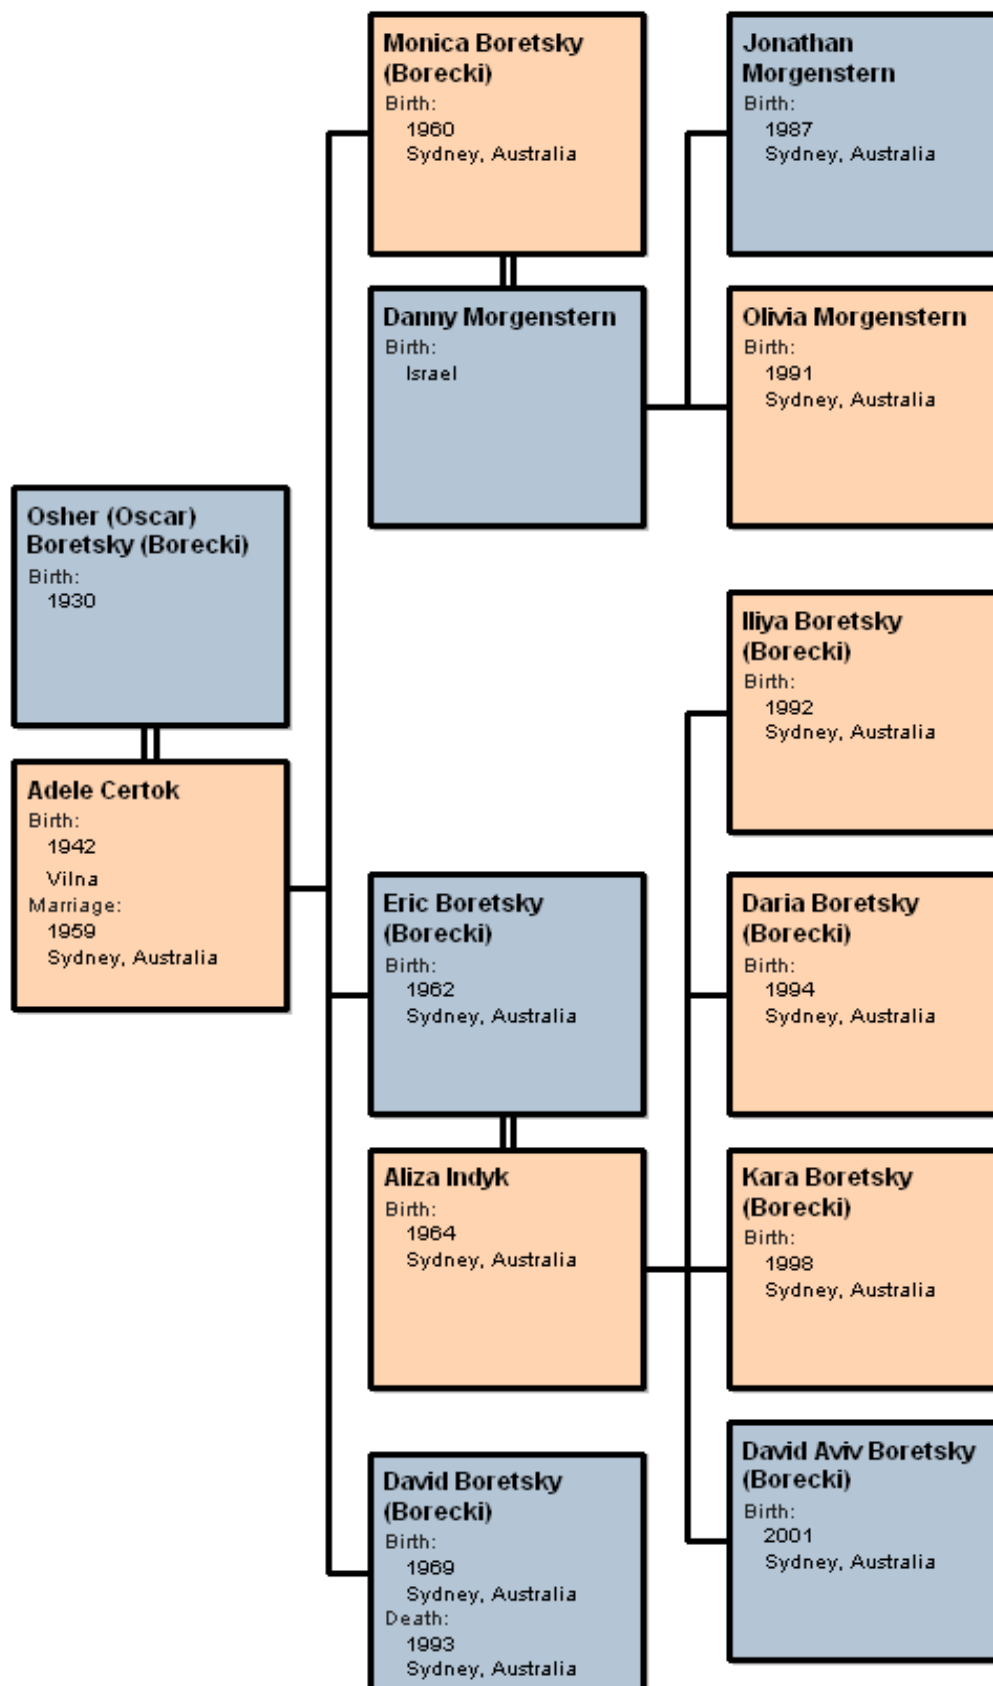 Monica Boretsky
(Borecki)
Birth:
1960
Sydney, Australia
Jonathan
Morgenstern
Birth:
1987
Sydney, Australia
Danny Morgenstern
Birth:
Israel
Olivia Morgenstern
Birth:
1991
Sydney, Australia
Osher (Oscar)
Boretsky (Borecki)
Birth:
1930
Adele Certok
Birth:
1942
Vilna
Marriage:
1959
Sydney, Australia
Iliya Boretsky
(Borecki)
Birth:
1992
Sydney, Australia
Eric Boretsky
(Borecki)
Birth:
1962
Sydney, Australia
Daria Boretsky
(Borecki)
Birth:
1994
Sydney, Australia
Aliza Indyk
Birth:
1964
Sydney, Australia
Kara Boretsky
(Borecki)
Birth:
1998
Sydney, Australia
David Boretsky
(Borecki)
Birth:
1969
Sydney, Australia
Death:
1993
Sydney, Australia
David Aviv Boretsky
(Borecki)
Birth:
2001
Sydney, Australia